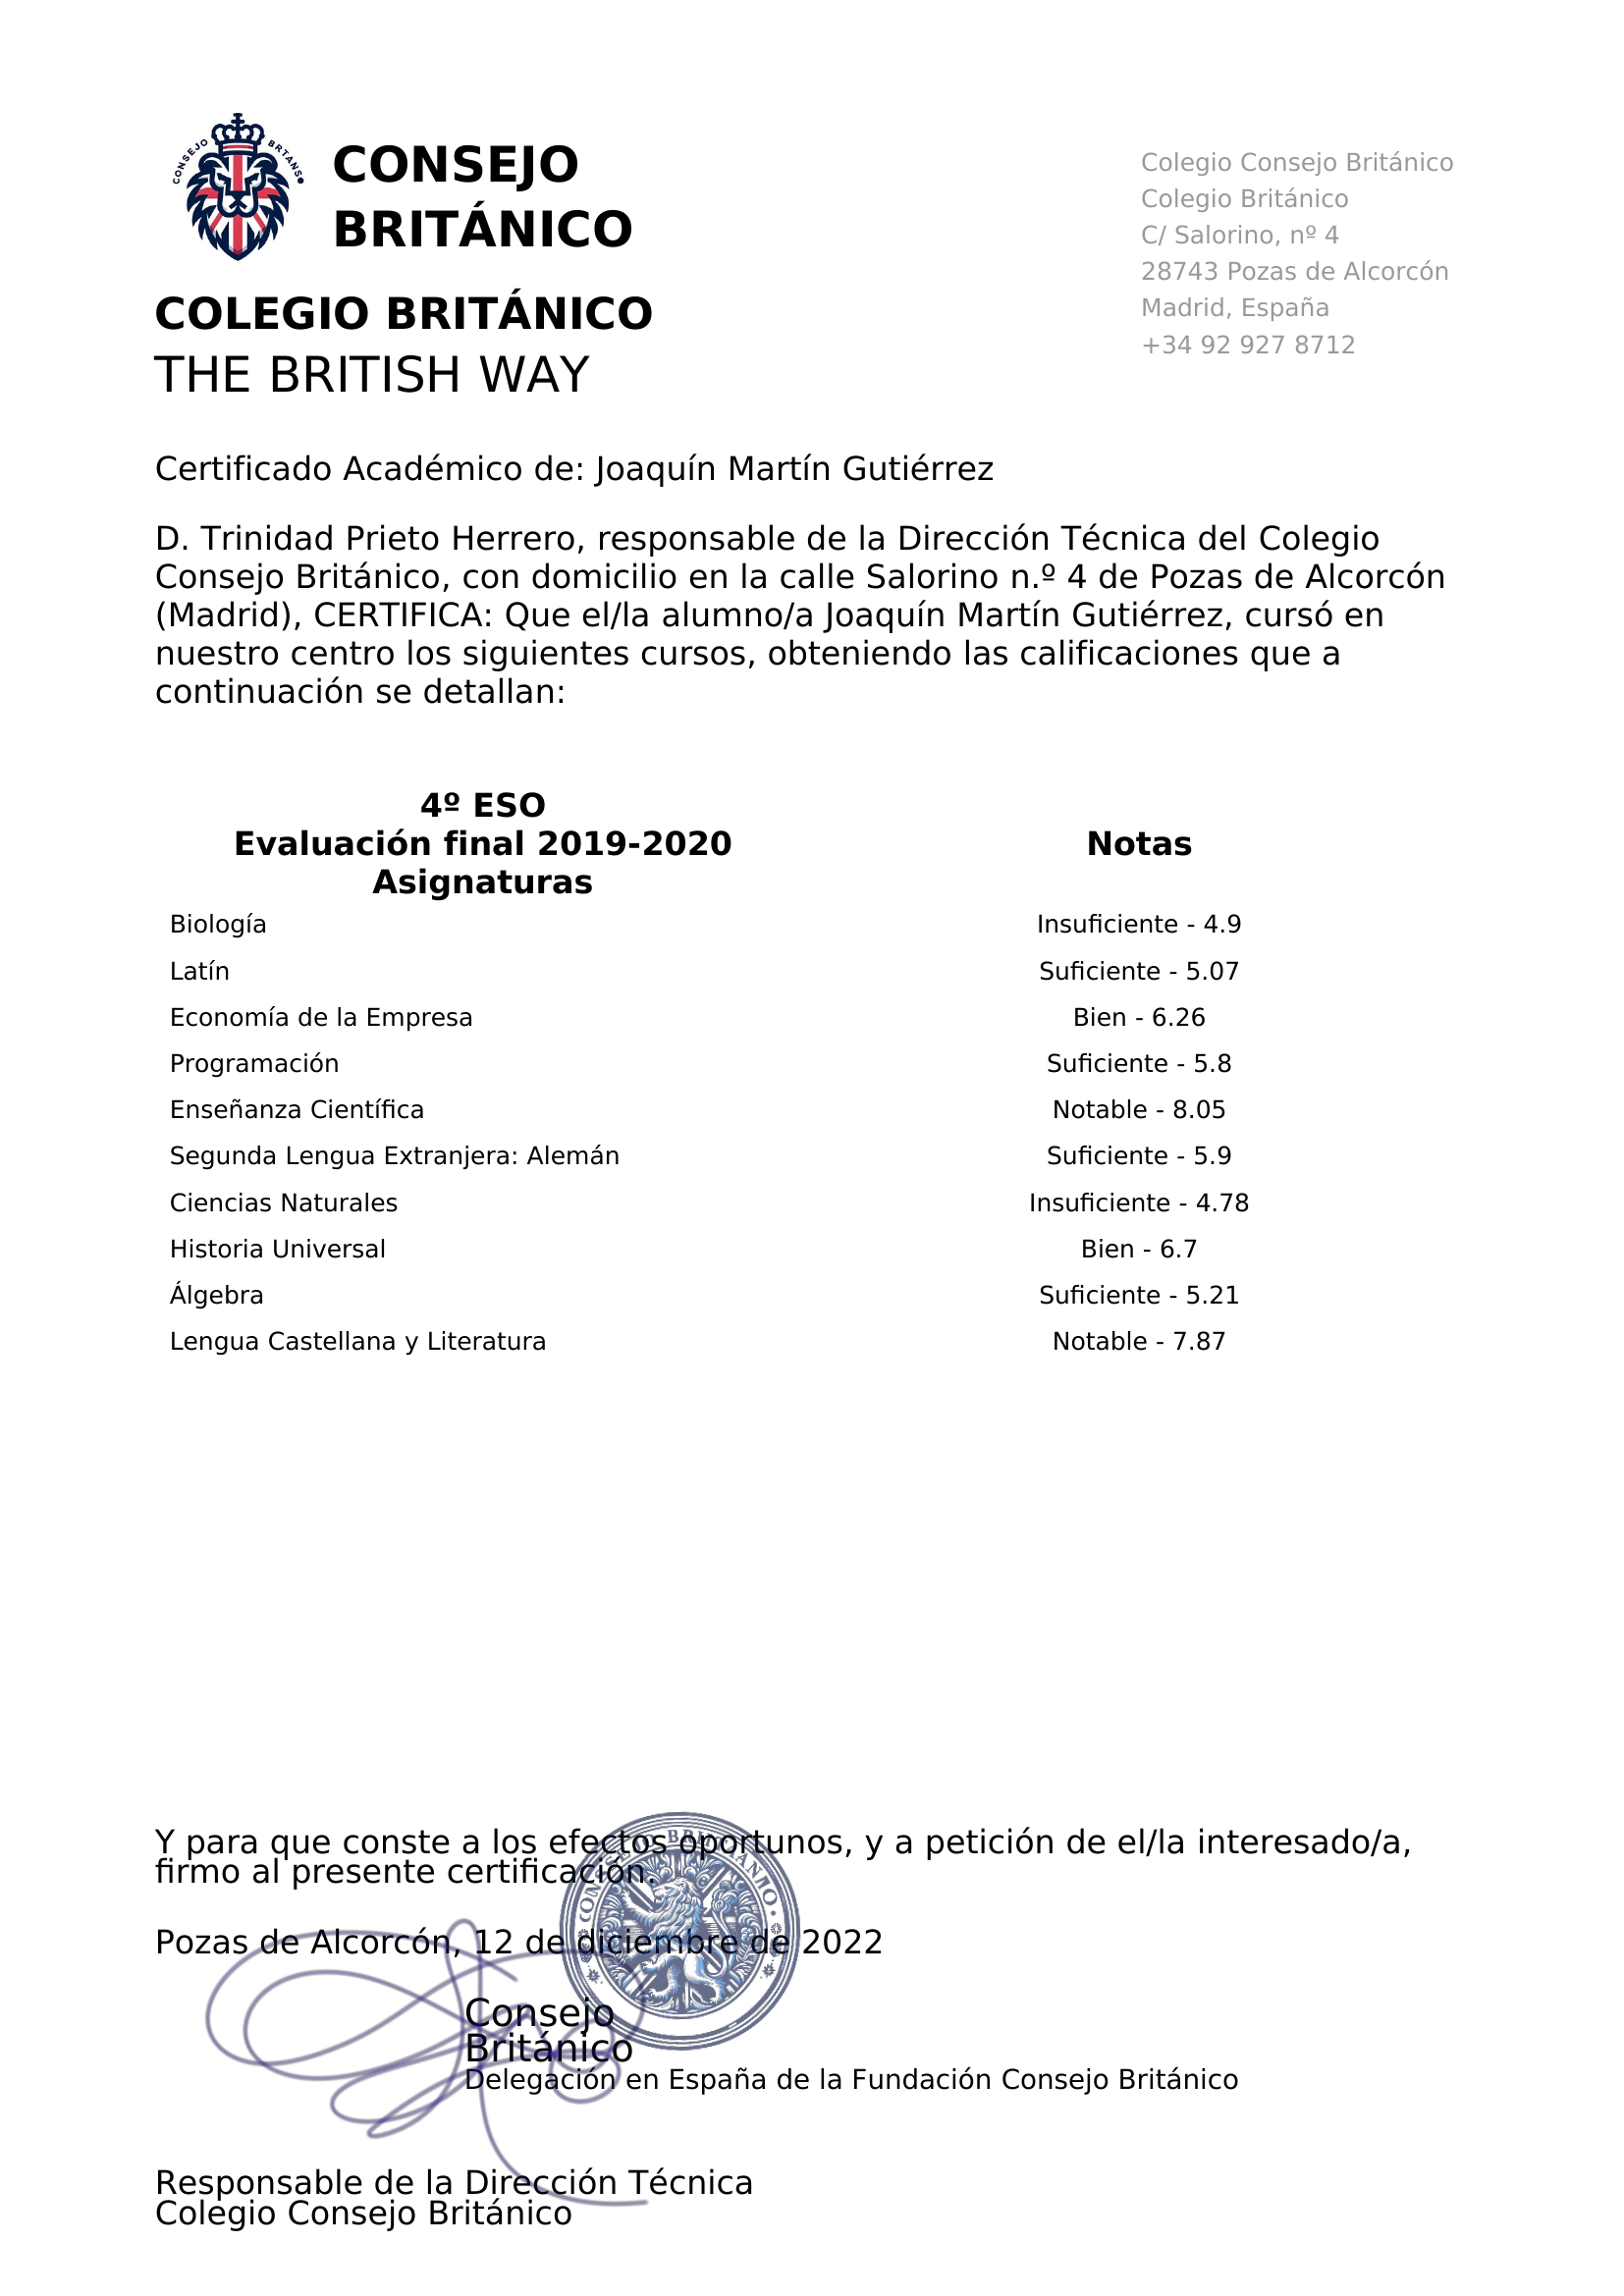 CONSEJO BRTANS
CONSEJO
BRITÁNICO
COLEGIO BRITÁNICO
THE BRITISH WAY
Colegio Consejo Británico
Colegio Británico
C/ Salorino, nº 4
28743 Pozas de Alcorcón
Madrid, España
+34 92 927 8712
Certificado Académico de: Joaquín Martín Gutiérrez
D. Trinidad Prieto Herrero, responsable de la Dirección Técnica del Colegio
Consejo Británico, con domicilio en la calle Salorino n.º 4 de Pozas de Alcorcón
(Madrid), CERTIFICA: Que el/la alumno/a Joaquín Martín Gutiérrez, cursó en
nuestro centro los siguientes cursos, obteniendo las calificaciones que a
continuación se detallan:
4º ESO
Evaluación final 2019-2020
Asignaturas
Notas
Biología Insuficiente - 4.9
Latín Suficiente - 5.07
Economía de la Empresa Bien - 6.26
Programación Suficiente - 5.8
Enseñanza Científica Notable - 8.05
Segunda Lengua Extranjera: Alemán Suficiente - 5.9
Ciencias Naturales Insuficiente - 4.78
Historia Universal Bien - 6.7
Álgebra Suficiente - 5.21
Lengua Castellana y Literatura Notable - 7.87
Y para que conste a los efectos oportunos, y a petición de el/la interesado/a,
firmo al presente certificación.
Pozas de Alcorcón, 12 de diciembre de 2022
Consejo
Británico
Delegación en España de la Fundación Consejo Británico
Responsable de la Dirección Técnica
Colegio Consejo Británico